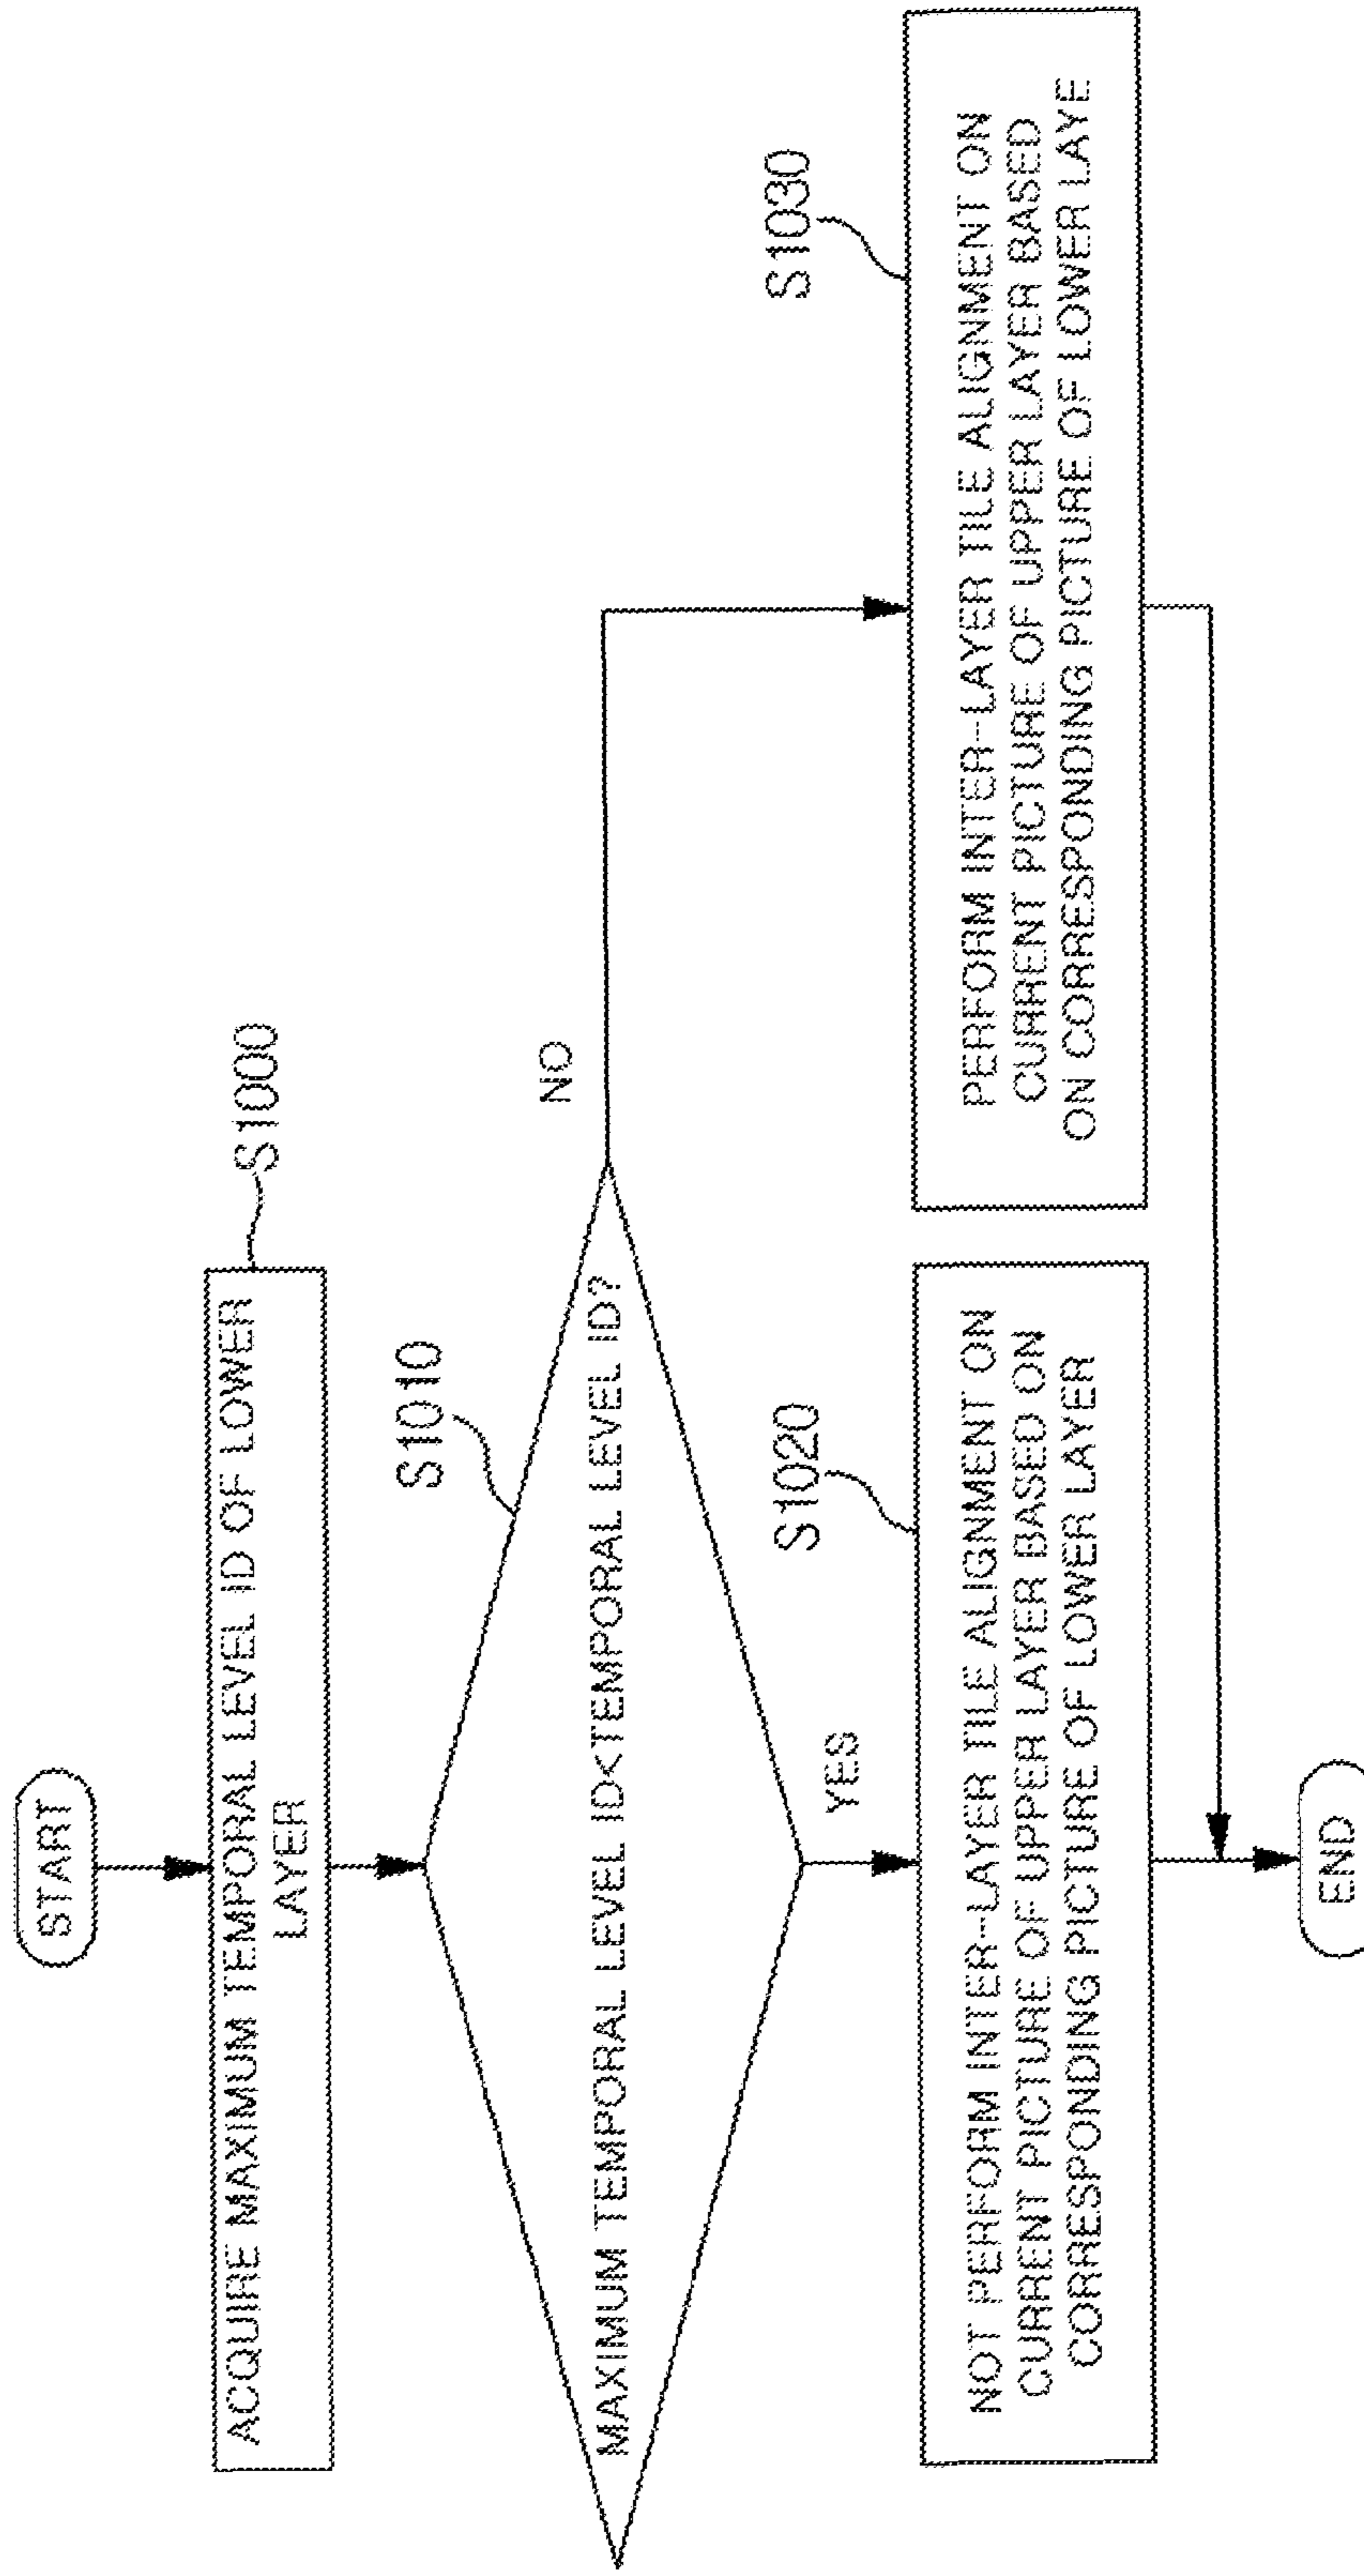 START
ACQUIRE MAXIMUM TEMPORAL LEVEL ID OF LOWER
LAYER
S1000
S1010
MAXIMUM TEMPORAL LEVEL ID<TEMPORAL LEVEL ID?
NO
YES
S1020
NOT PERFORM INTER-LAYER TILE ALIGNMENT ON
CURRENT PICTURE OF UPPER LAYER BASED ON
CORRESPONDING PICTURE OF LOWER LAYER
S1030
PERFORM INTER-LAYER TILE ALIGNMENT ON
CURRENT PICTURE OF UPPER LAYER BASED
ON CORRESPONDING PICTURE OF LOWER LAYE
END